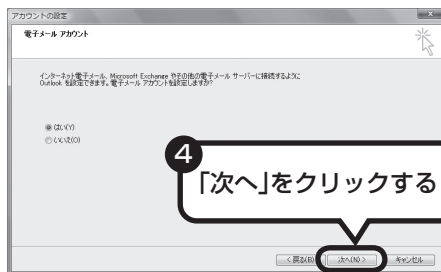 アカウントの設定
電子メール アカウント
インターネット電子メール、Microsoft Exchange やその他の電子メール サーバーに接続するように
Outlook を設定できます。電子メール アカウントを設定しますか?
はい(Y)
いいえ(O)
4
「次へ」をクリックする
< 戻る(B)
次へ(N) >
キャンセル